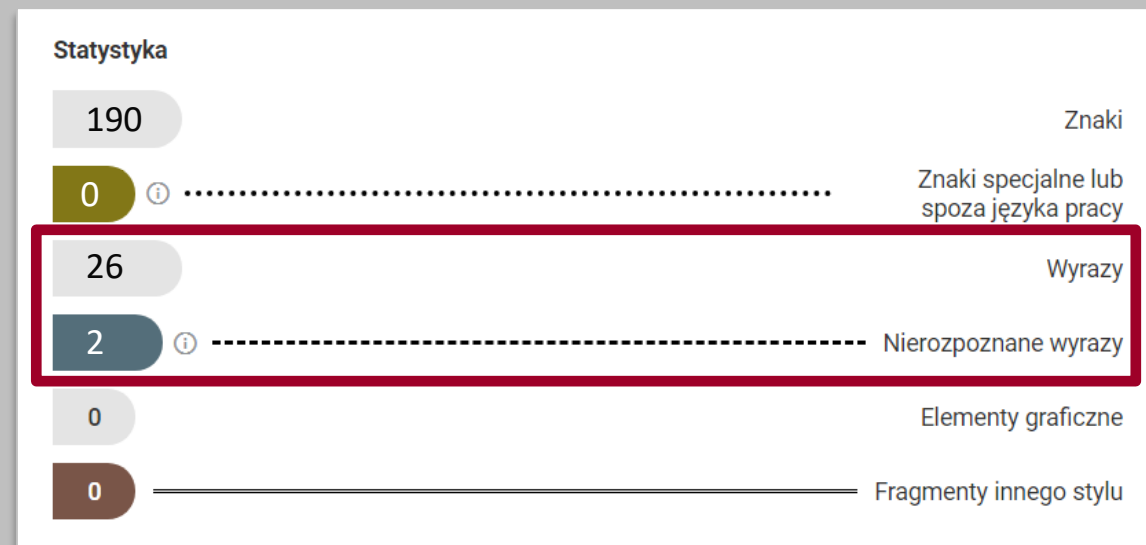 Statystyka
190 Znaki
0 Znaki specjalne lub
spoza języka pracy
26 Wyrazy
2 Nierozpoznane wyrazy
0 Elementy graficzne
0 Fragmenty innego stylu